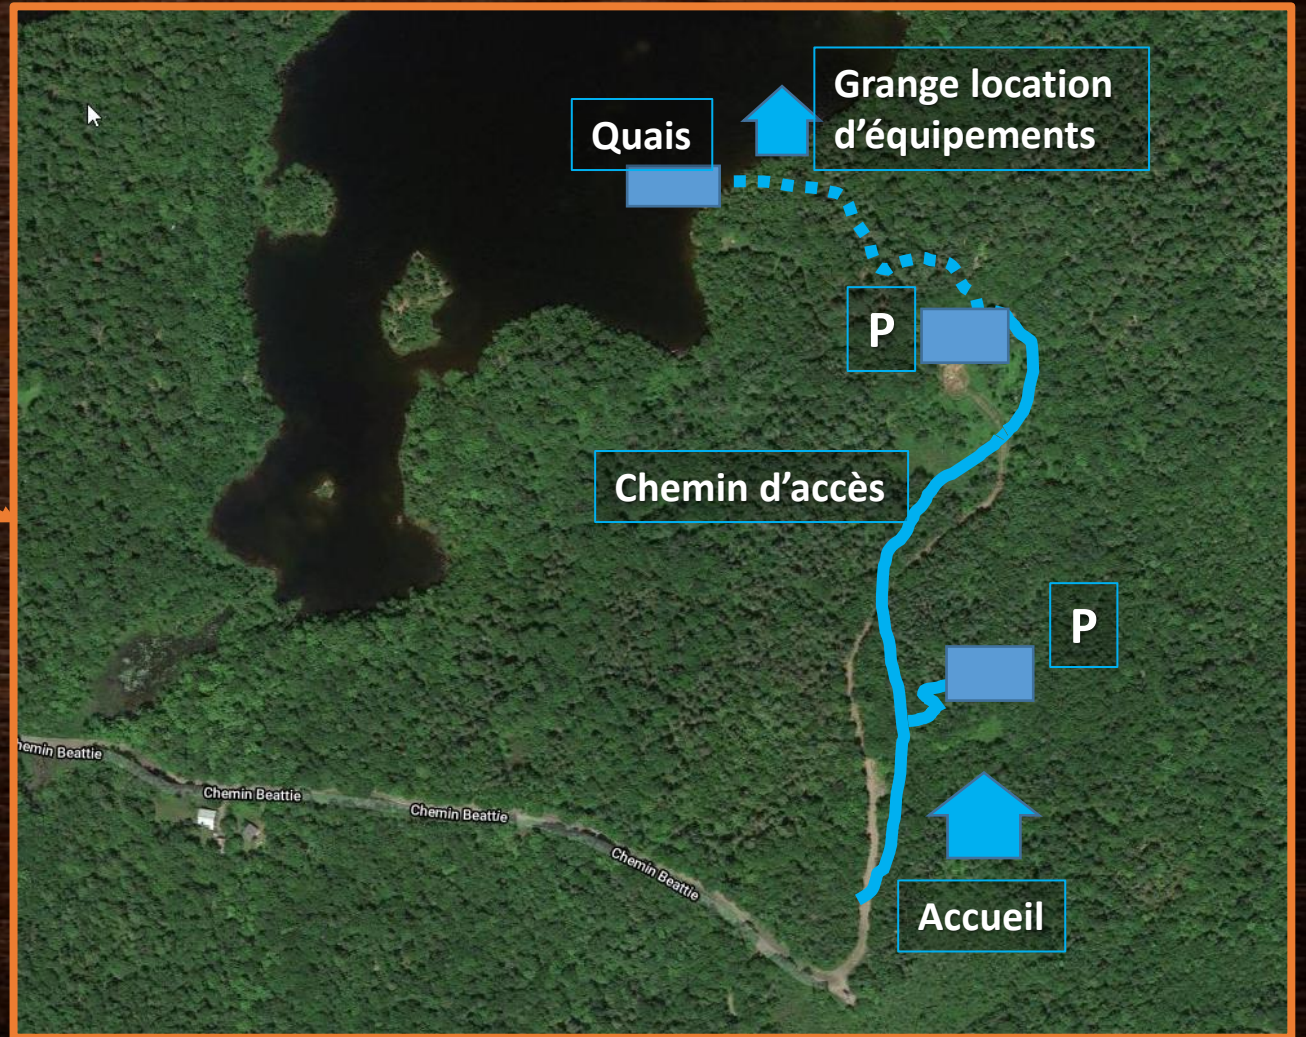 Grange location
d'équipements
Quais
P
Chemin d'accès
P
hemin Beattie
Chemin Beattie
Chemin Beattie
Chemin Beattie
Accueil